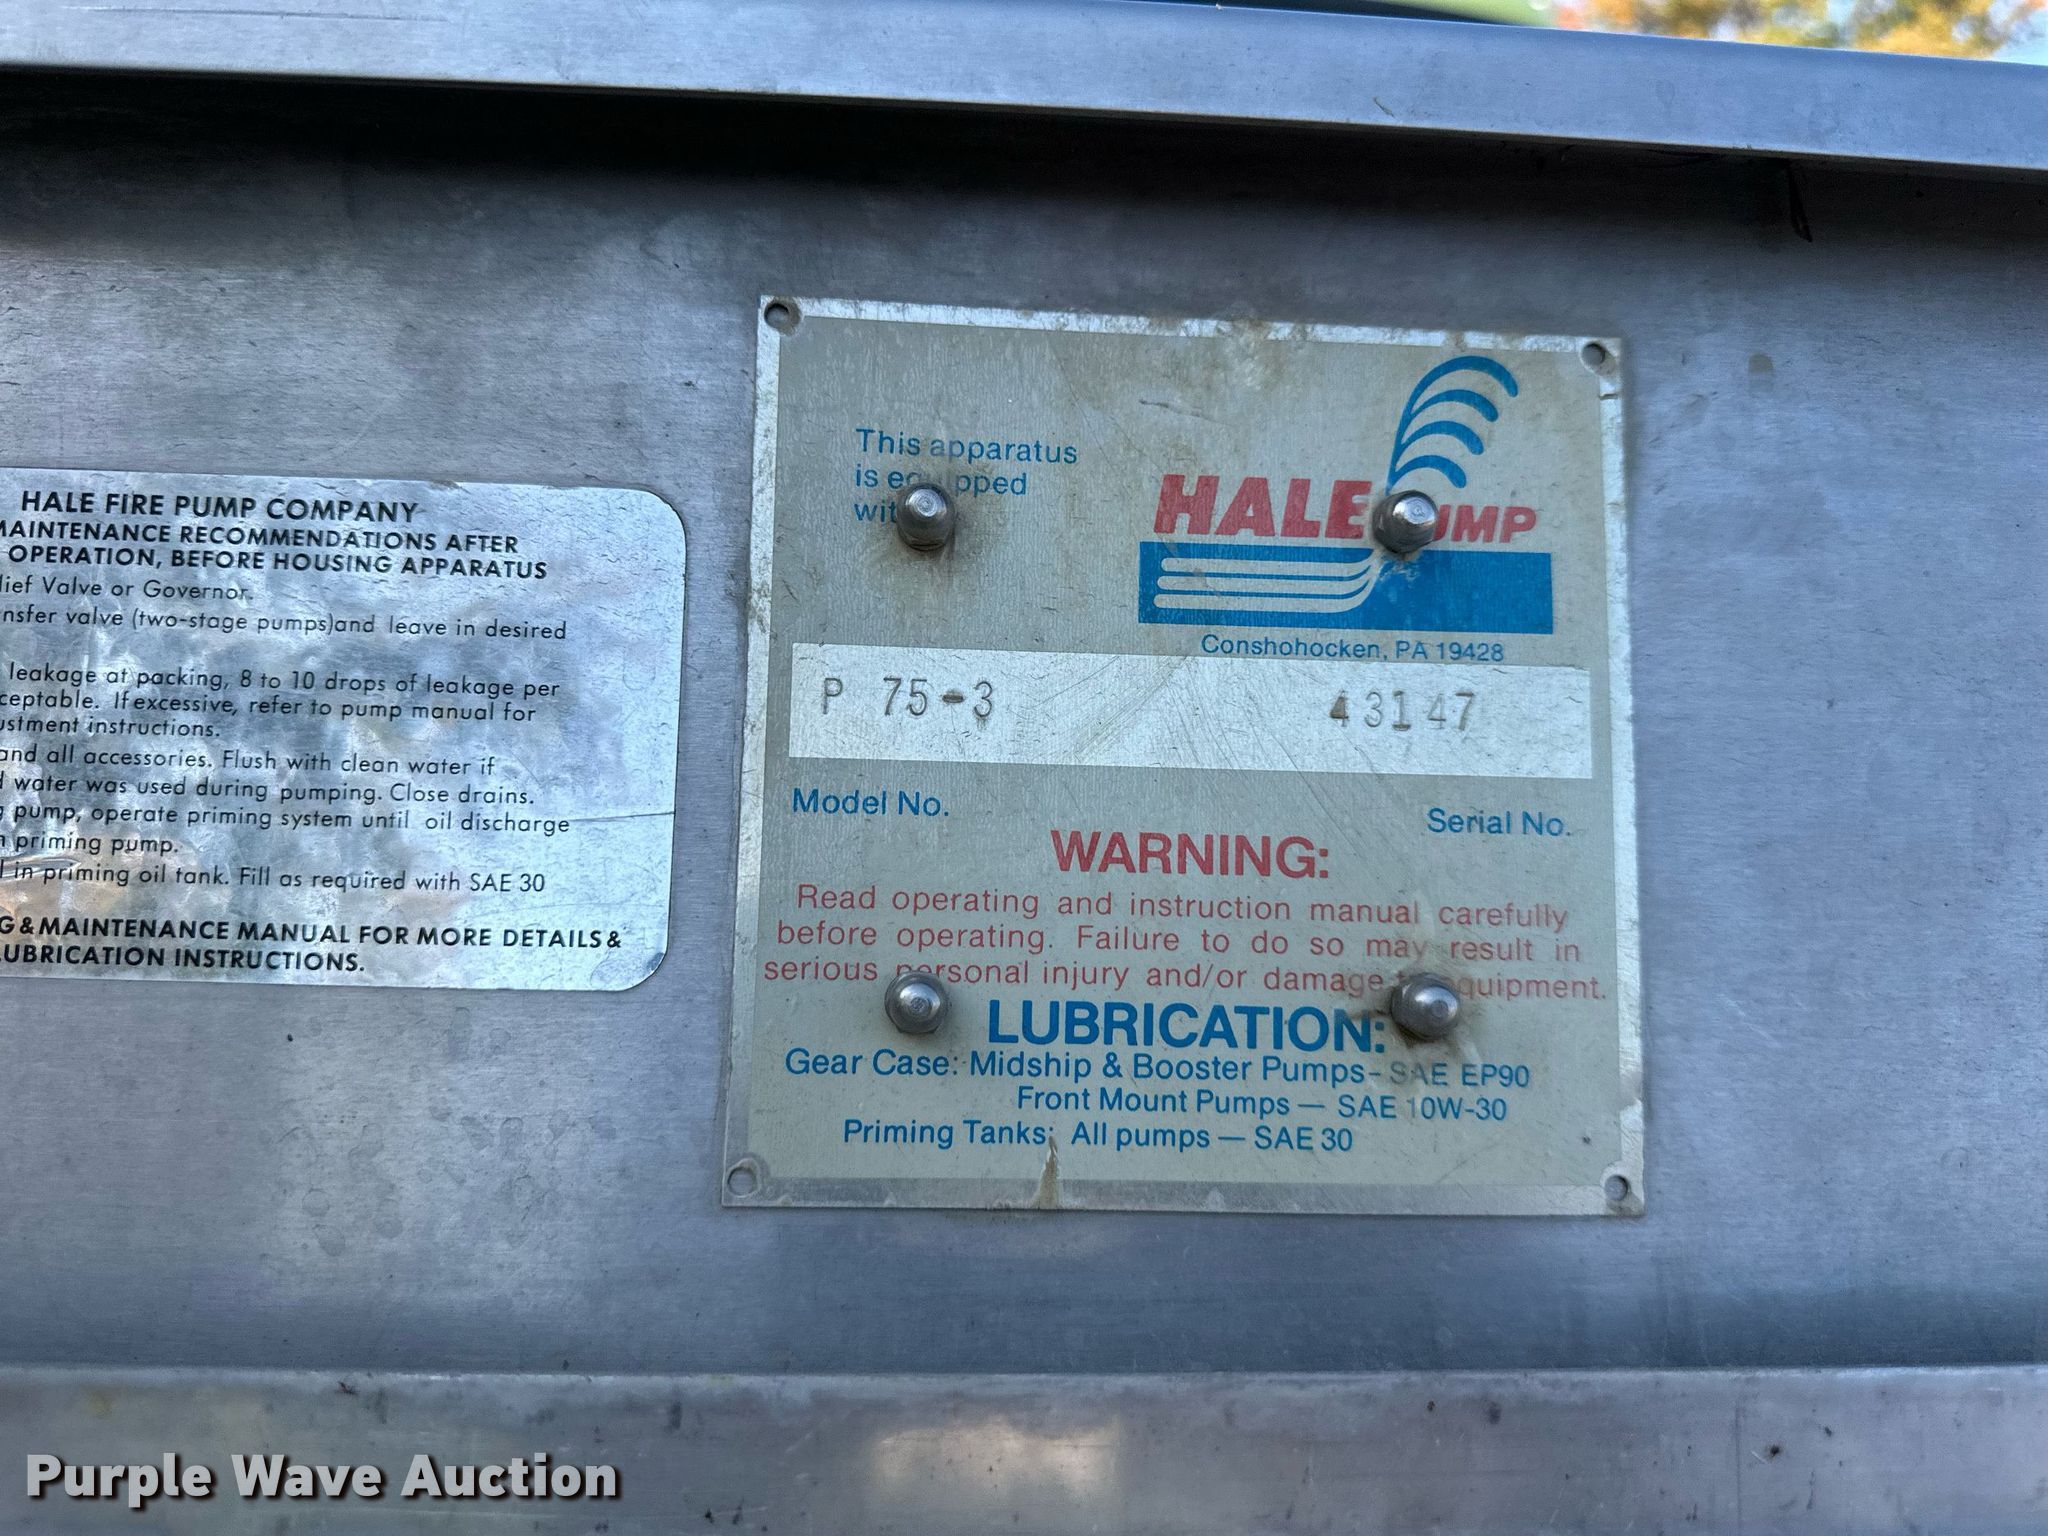 HALE FIRE PUMP COMPANY
MAINTENANCE RECOMMENDATIONS AFTER
OPERATION, BEFORE HOUSING APPARATUS
Valve or Governor.
valve (two-stage pumps)and leave in desired
leakage at packing, 8 to 10 drops of leakage per
If excessive, refer to pump manual for
instructions.
and all accessories. Flush with clean water if
water was used during pumping. Close drains.
pump, operate priming system until oil discharge
priming pump.
in priming oil tank. Fill as required with SAE 30
& MAINTENANCE MANUAL FOR MORE DETAILS &
LUBRICATION INSTRUCTIONS.
This apparatus
is equipped
with
HALE PUMP
Conshohocken, PA 19428
P 75-3 43147
Model No. Serial No.
WARNING:
Read operating and instruction manual carefully
before operating. Failure to do so may result in
serious personal injury and/or damage to equipment.
LUBRICATION:
Gear Case: Midship & Booster Pumps- SAE EP90
Front Mount Pumps — SAE 10W-30
Priming Tanks: All pumps — SAE 30
Purple Wave Auction